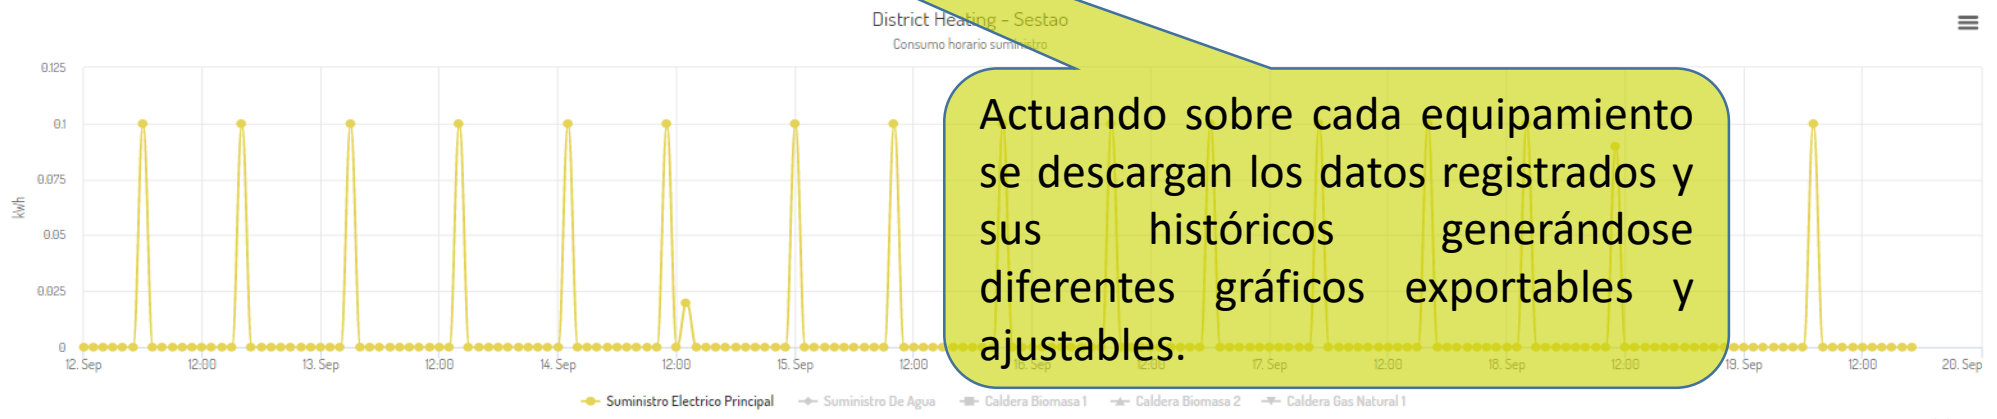 District Heating - Sestao
Consumo horario suministro
0.125
0.1
0.075
0.05
0.025
0
kWh
Actuando sobre cada equipamiento
se descargan los datos registrados y
sus históricos generándose
diferentes gráficos exportables y
ajustables.
12. Sep 12:00 13. Sep 12:00 14. Sep 12:00 15. Sep 12:00 16. Sep 12:00 17. Sep 12:00 18. Sep 12:00 19. Sep 12:00 20. Sep
Suministro Electrico Principal Suministro De Agua Caldera Biomasa 1 Caldera Biomasa 2 Caldera Gas Natural 1